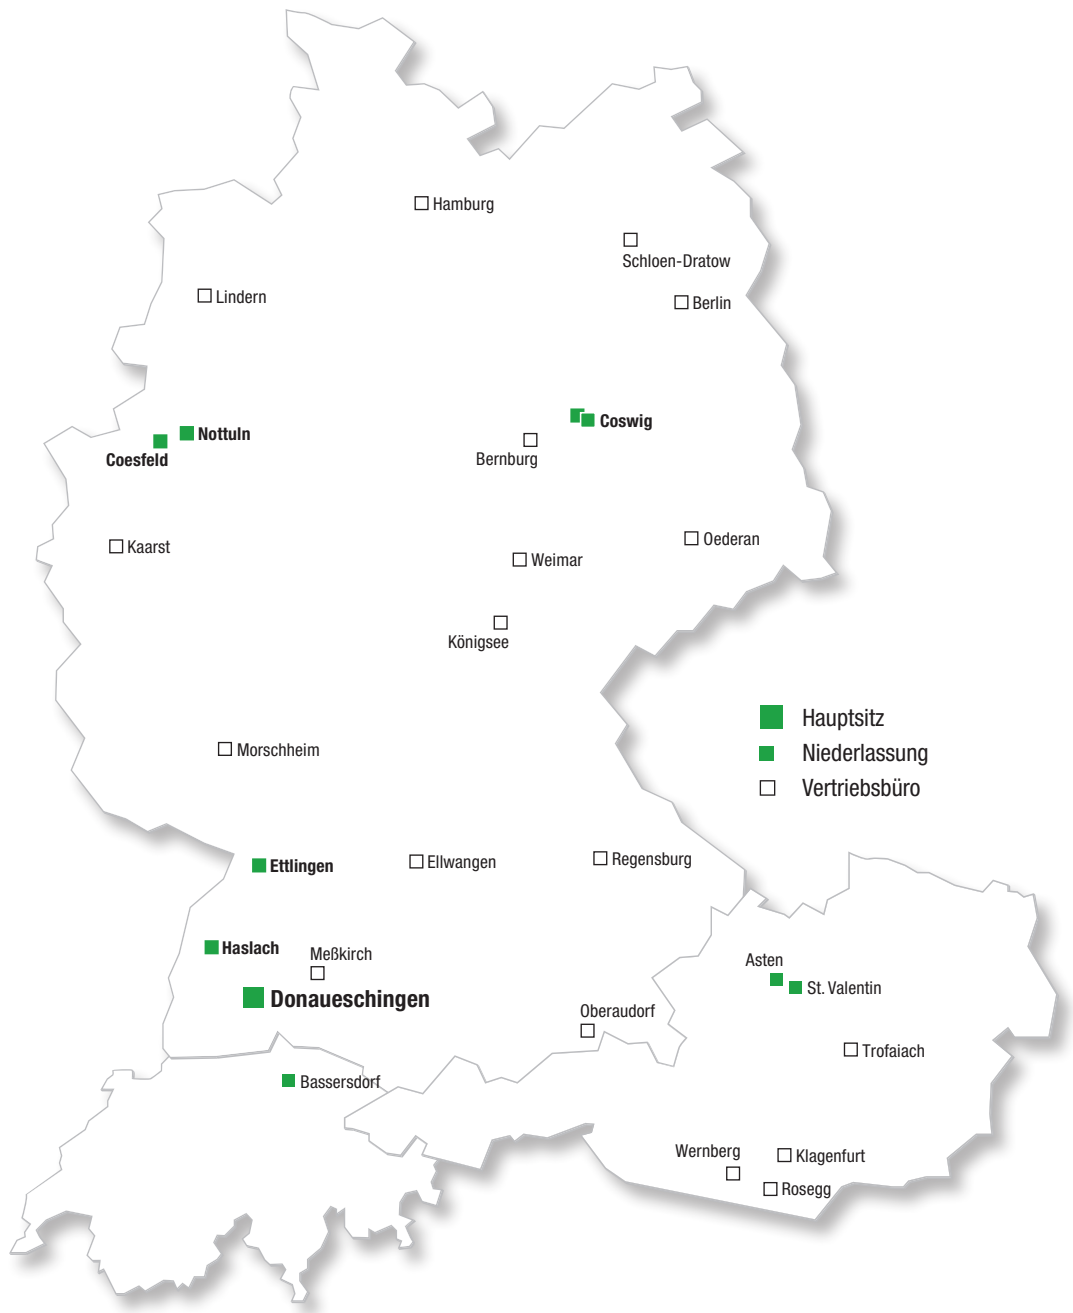 Hamburg
Schloen-Dratow
Lindern
Berlin
Coswig
Nottuln
Coesfeld
Bernburg
Oederan
Kaarst
Weimar
Königsee
Hauptsitz
Niederlassung
Vertriebsbüro
Morschheim
Ettlingen
Ellwangen
Regensburg
Haslach
Meßkirch
Asten
St. Valentin
Donaueschingen
Oberaudorf
Trofaiach
Bassersdorf
Wernberg
Klagenfurt
Rosegg